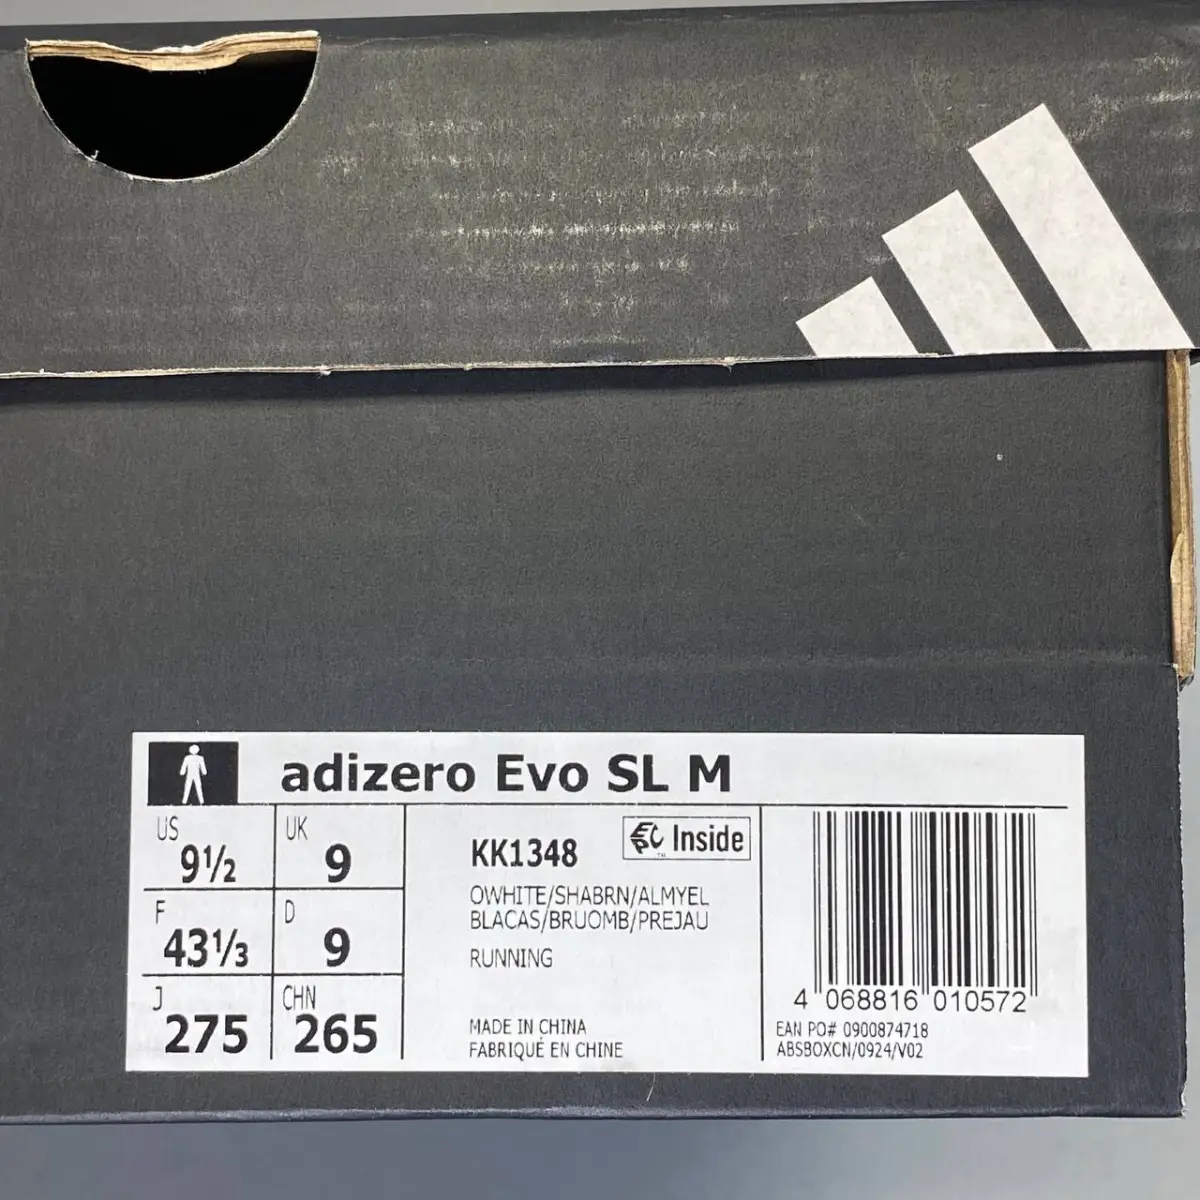 adizero Evo SL M
US
9½
UK
9
F
43⅓
D
9
J
275
CHN
265
KK1348
Inside
OWHITE/SHABRN/ALMYEL
BLACAS/BRUOMB/PREJAU
RUNNING
MADE IN CHINA
FABRIQUÉ EN CHINE
4 068816 010572
EAN PO# 0900874718
ABSBOXCN/0924/V02